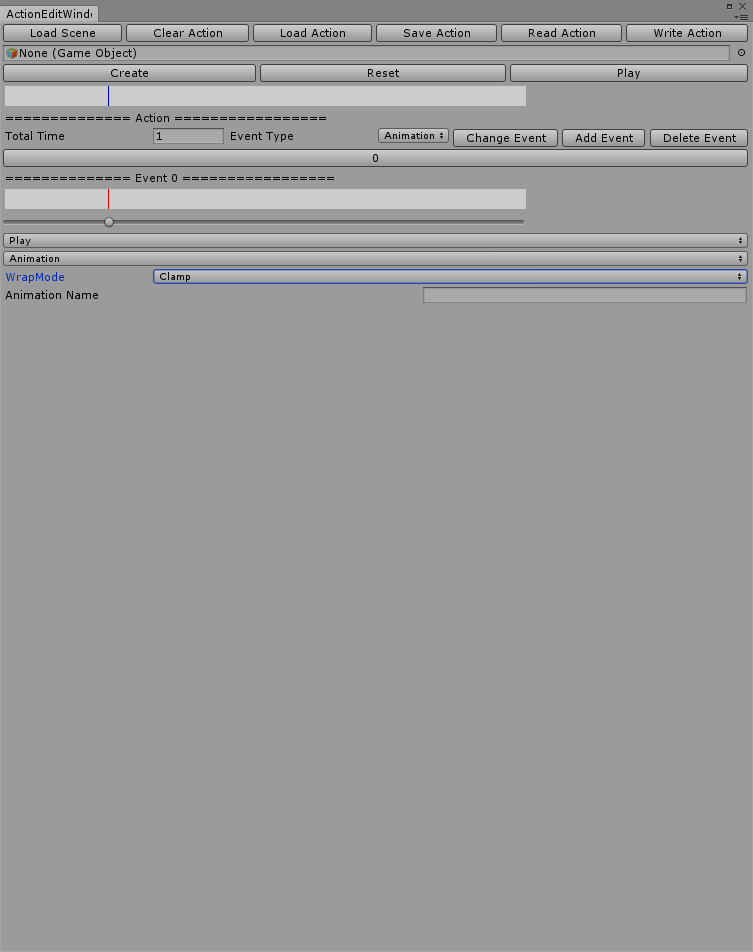 ActionEditWind
Load Scene Clear Action Load Action Save Action Read Action Write Action
None (Game Object)
Create Reset Play
============== Action =================
Total Time 1 Event Type Animation Change Event Add Event Delete Event
0
============== Event 0 =================
Play
Animation
WrapMode Clamp
Animation Name